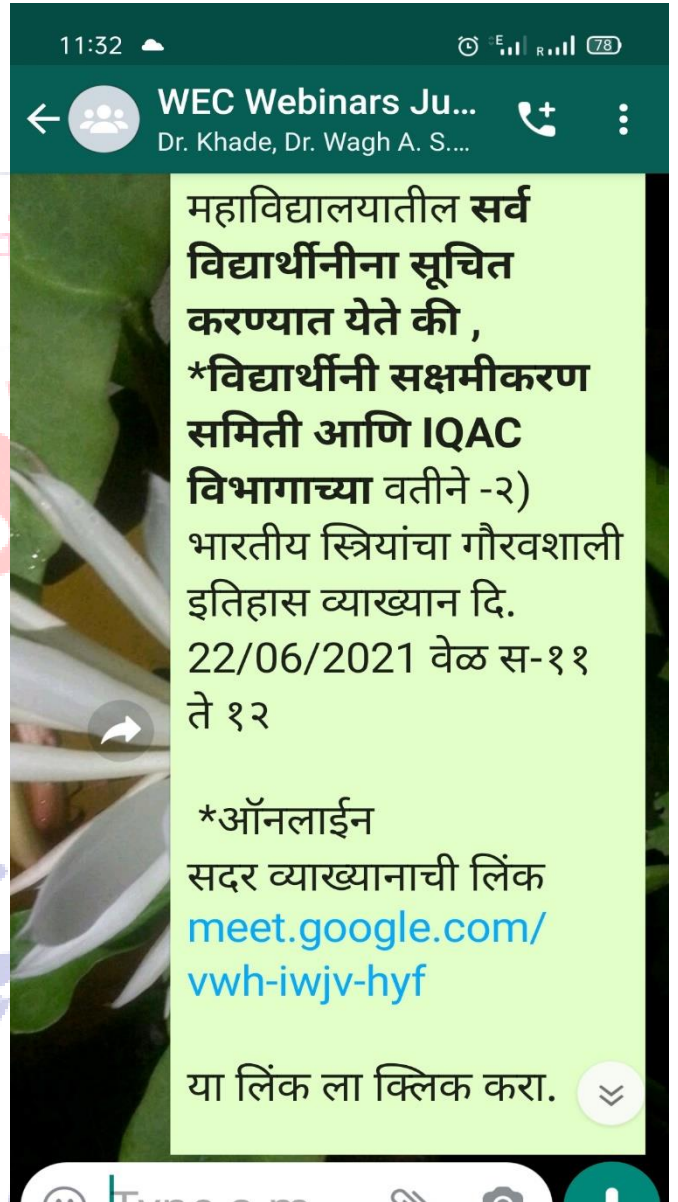 11:32
78
WEC Webinars Ju...
Dr. Khade, Dr. Wagh A. S....
महाविद्यालयातील सर्व
विद्यार्थीनीना सूचित
करण्यात येते की ,
*विद्यार्थीनी सक्षमीकरण
समिती आणि IQAC
विभागाच्या वतीने -२)
भारतीय स्त्रियांचा गौरवशाली
इतिहास व्याख्यान दि.
22/06/2021 वेळ स-११
ते १२
*ऑनलाईन
सदर व्याख्यानाची लिंक
meet.google.com/
vwh-iwjv-hyf
या लिंक ला क्लिक करा.